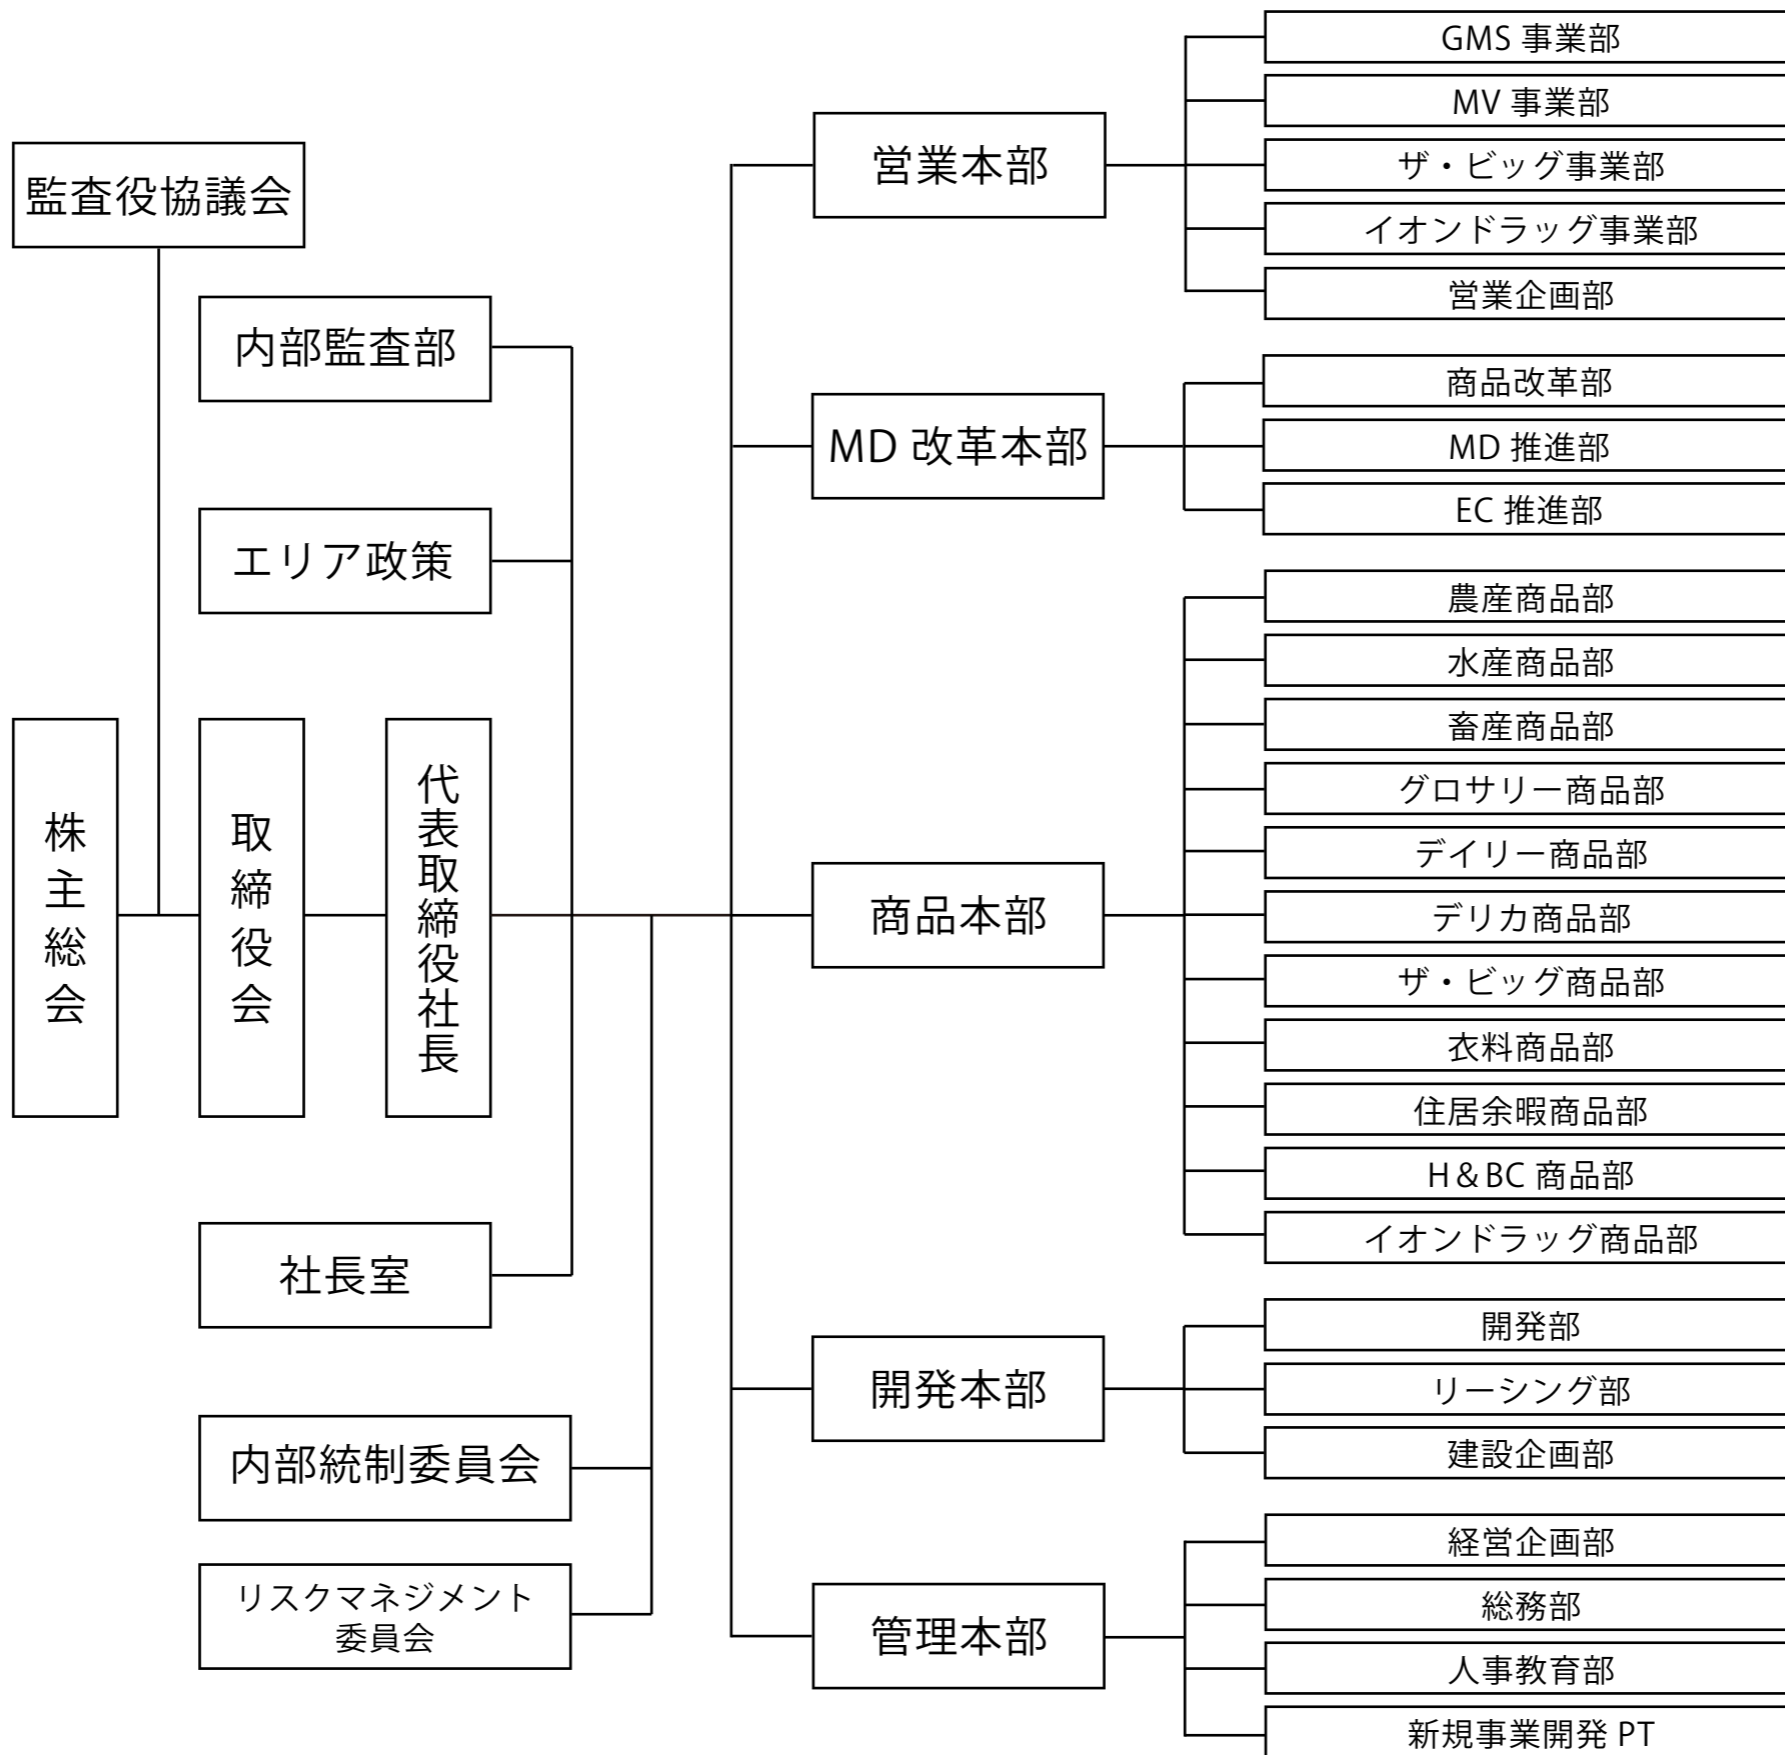 監査役協議会
内部監査部
エリア政策
株主総会
取締役会
代表取締役社長
社長室
内部統制委員会
リスクマネジメント
委員会
営業本部
GMS 事業部
MV 事業部
ザ・ビッグ事業部
イオンドラッグ事業部
営業企画部
MD 改革本部
商品改革部
MD 推進部
EC 推進部
商品本部
農産商品部
水産商品部
畜産商品部
グロサリー商品部
デイリー商品部
デリカ商品部
ザ・ビッグ商品部
衣料商品部
住居余暇商品部
H&BC 商品部
イオンドラッグ商品部
開発本部
開発部
リーシング部
建設企画部
管理本部
経営企画部
総務部
人事教育部
新規事業開発 PT